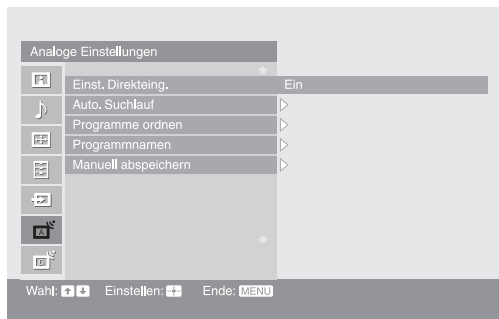 Analoge Einstellungen
Einst. Direkteing. Ein
Auto. Suchlauf
Programme ordnen
Programmnamen
Manuell abspeichern
A
Wahl: Einstellen: Ende: MENU